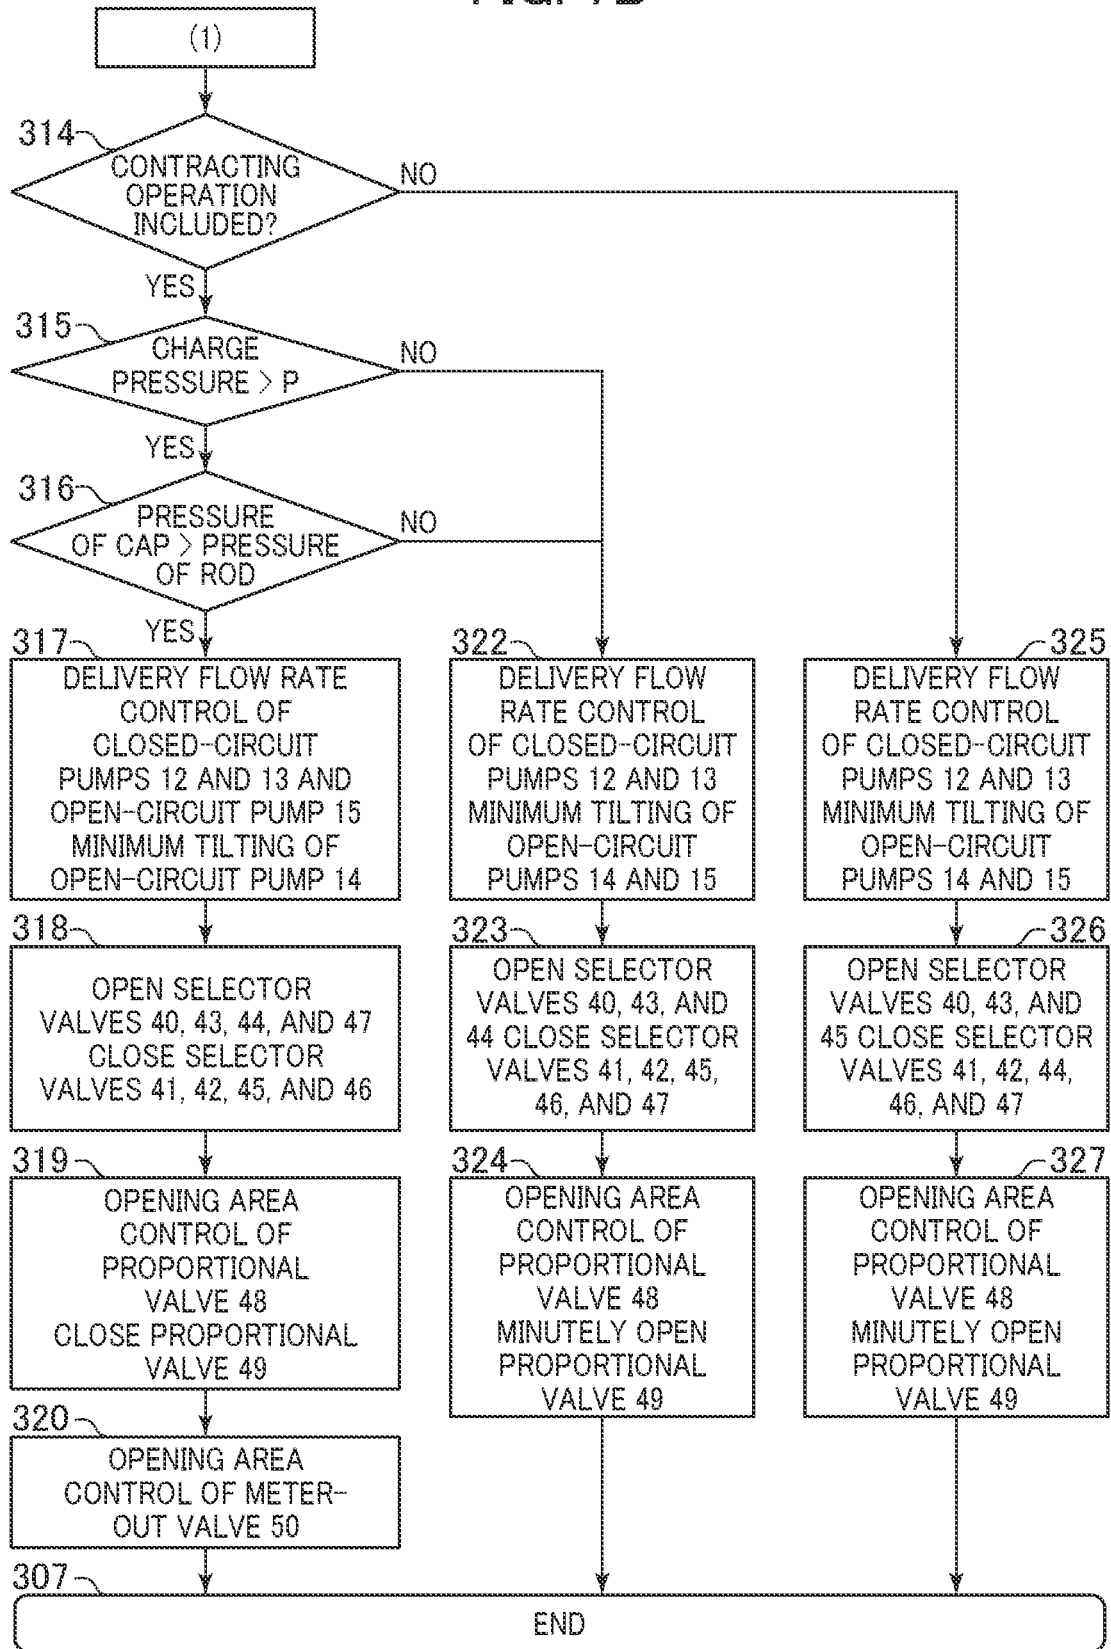 (1)
314
CONTRACTING
OPERATION
INCLUDED?
NO
YES
315
CHARGE
PRESSURE > P
NO
YES
316
PRESSURE
OF CAP > PRESSURE
OF ROD
NO
YES
317
DELIVERY FLOW RATE
CONTROL OF
CLOSED-CIRCUIT
PUMPS 12 AND 13 AND
OPEN-CIRCUIT PUMP 15
MINIMUM TILTING OF
OPEN-CIRCUIT PUMP 14
318
OPEN SELECTOR
VALVES 40, 43, 44, AND 47
CLOSE SELECTOR
VALVES 41, 42, 45, AND 46
319
OPENING AREA
CONTROL OF
PROPORTIONAL
VALVE 48
CLOSE PROPORTIONAL
VALVE 49
320
OPENING AREA
CONTROL OF METER-
OUT VALVE 50
322
DELIVERY FLOW
RATE CONTROL
OF CLOSED-CIRCUIT
PUMPS 12 AND 13
MINIMUM TILTING OF
OPEN-CIRCUIT
PUMPS 14 AND 15
323
OPEN SELECTOR
VALVES 40, 43, AND
44 CLOSE SELECTOR
VALVES 41, 42, 45,
46, AND 47
324
OPENING AREA
CONTROL OF
PROPORTIONAL
VALVE 48
MINUTELY OPEN
PROPORTIONAL
VALVE 49
325
DELIVERY FLOW
RATE CONTROL
OF CLOSED-CIRCUIT
PUMPS 12 AND 13
MINIMUM TILTING OF
OPEN-CIRCUIT
PUMPS 14 AND 15
326
OPEN SELECTOR
VALVES 40, 43, AND
45 CLOSE SELECTOR
VALVES 41, 42, 44,
46, AND 47
327
OPENING AREA
CONTROL OF
PROPORTIONAL
VALVE 48
MINUTELY OPEN
PROPORTIONAL
VALVE 49
307
END